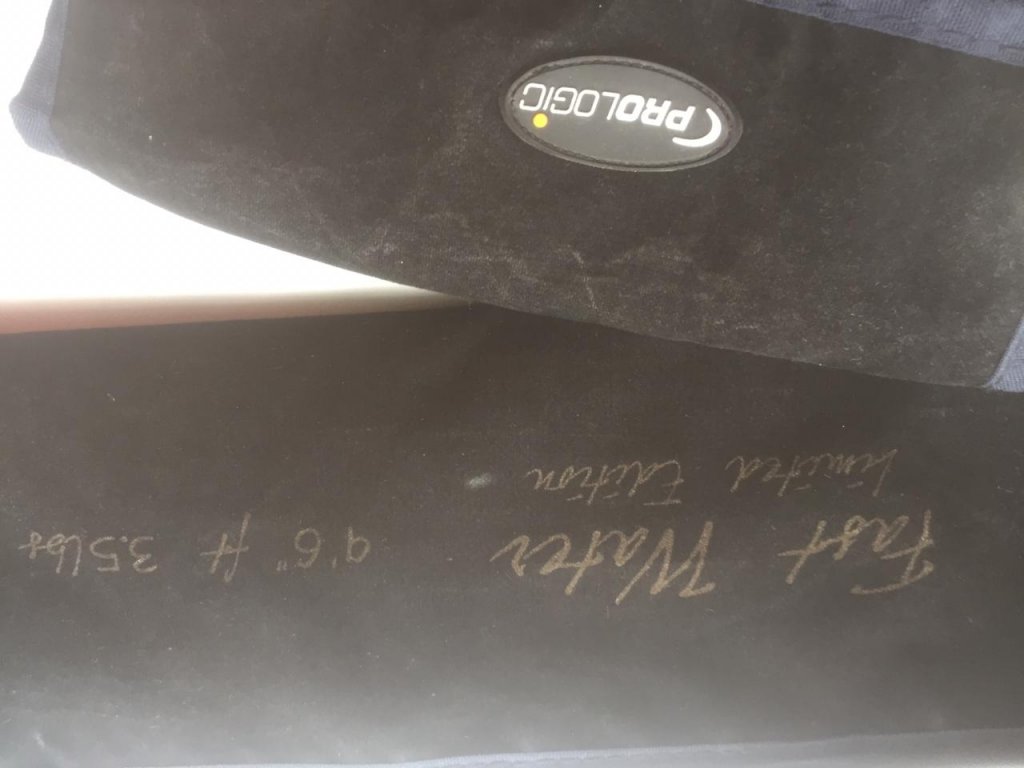 PROLOGIC
Fast Water 9'6" ft 3.5lbs
Limited Edition